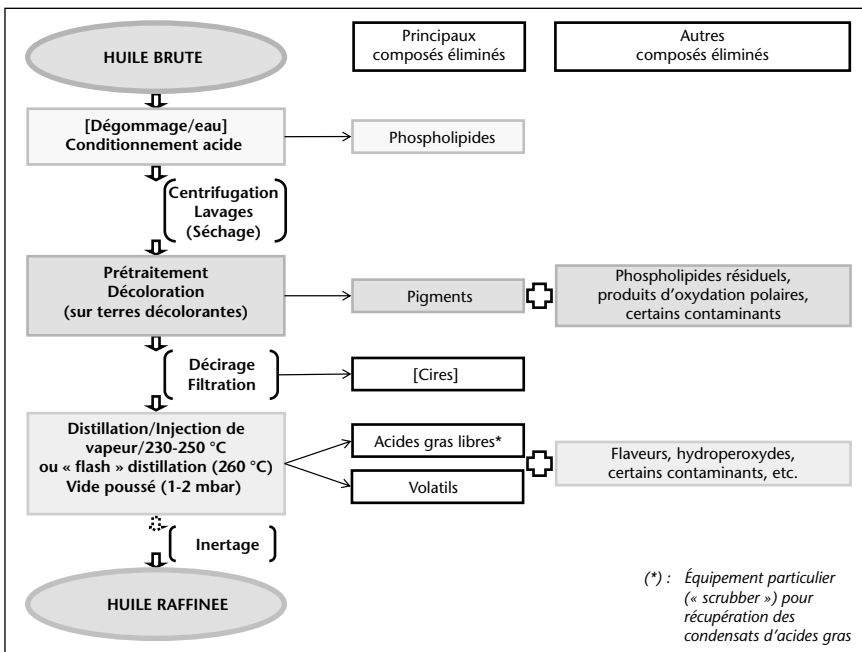 Principaux
composés éliminés
Autres
composés éliminés
HUILE BRUTE
[Dégommage/eau]
Conditionnement acide
Phospholipides
Centrifugation
Lavages
(Séchage)
Prétraitement
Décoloration
(sur terres décolorantes)
Pigments
Phospholipides résiduels,
produits d'oxydation polaires,
certains contaminants
Décirage
Filtration
[Cires]
Distillation/Injection de
vapeur/230-250 °C
ou « flash » distillation (260 °C)
Vide poussé (1-2 mbar)
Acides gras libres*
Volatils
Flaveurs, hydroperoxydes,
certains contaminants, etc.
Inertage
HUILE RAFFINEE
(*) : Équipement particulier
(« scrubber ») pour
récupération des
condensats d'acides gras